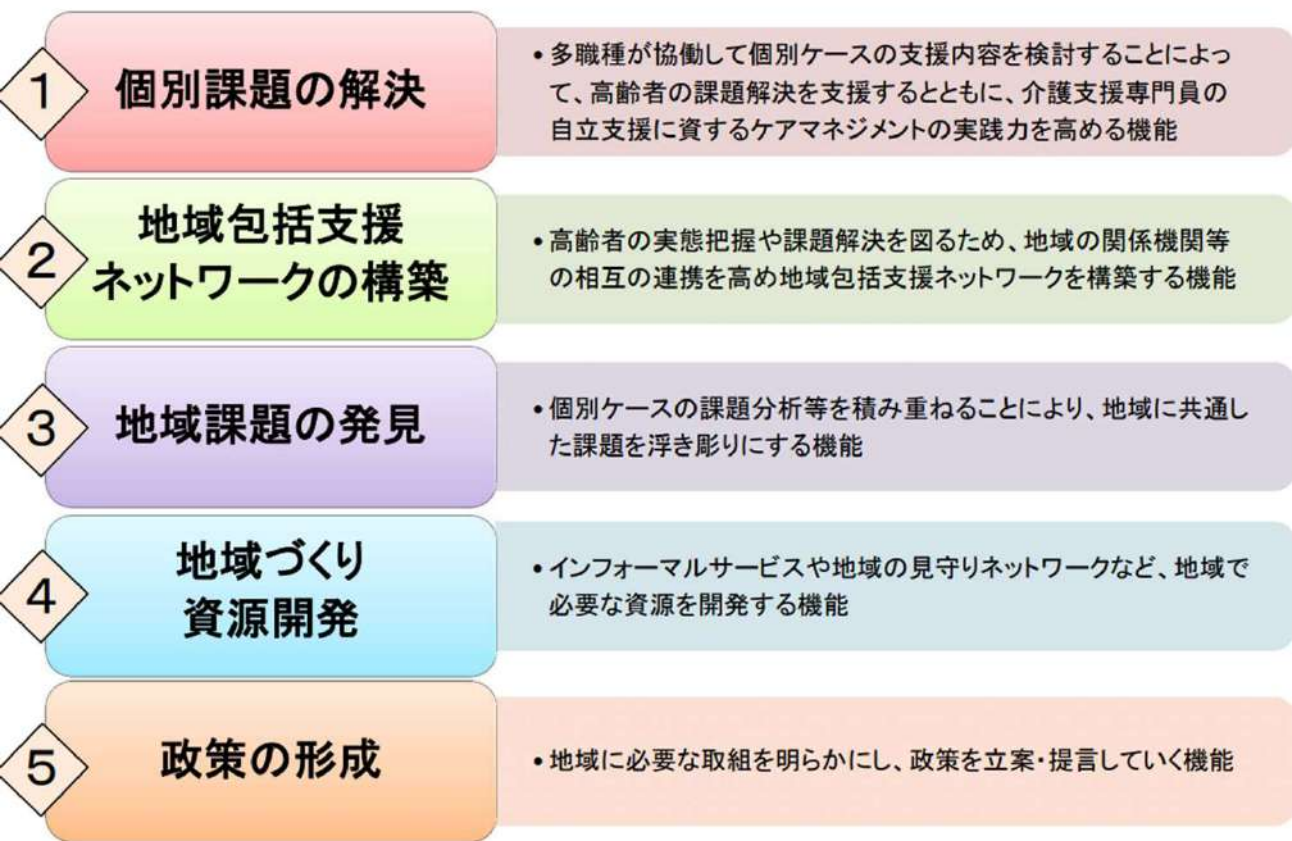 1
個別課題の解決
• 多職種が協働して個別ケースの支援内容を検討することによっ
て、高齢者の課題解決を支援するとともに、介護支援専門員の
自立支援に資するケアマネジメントの実践力を高める機能
2
地域包括支援
ネットワークの構築
• 高齢者の実態把握や課題解決を図るため、地域の関係機関等
の相互の連携を高め地域包括支援ネットワークを構築する機能
3
地域課題の発見
• 個別ケースの課題分析等を積み重ねることにより、地域に共通し
た課題を浮き彫りにする機能
4
地域づくり
資源開発
• インフォーマルサービスや地域の見守りネットワークなど、地域で
必要な資源を開発する機能
5
政策の形成
• 地域に必要な取組を明らかにし、政策を立案・提言していく機能